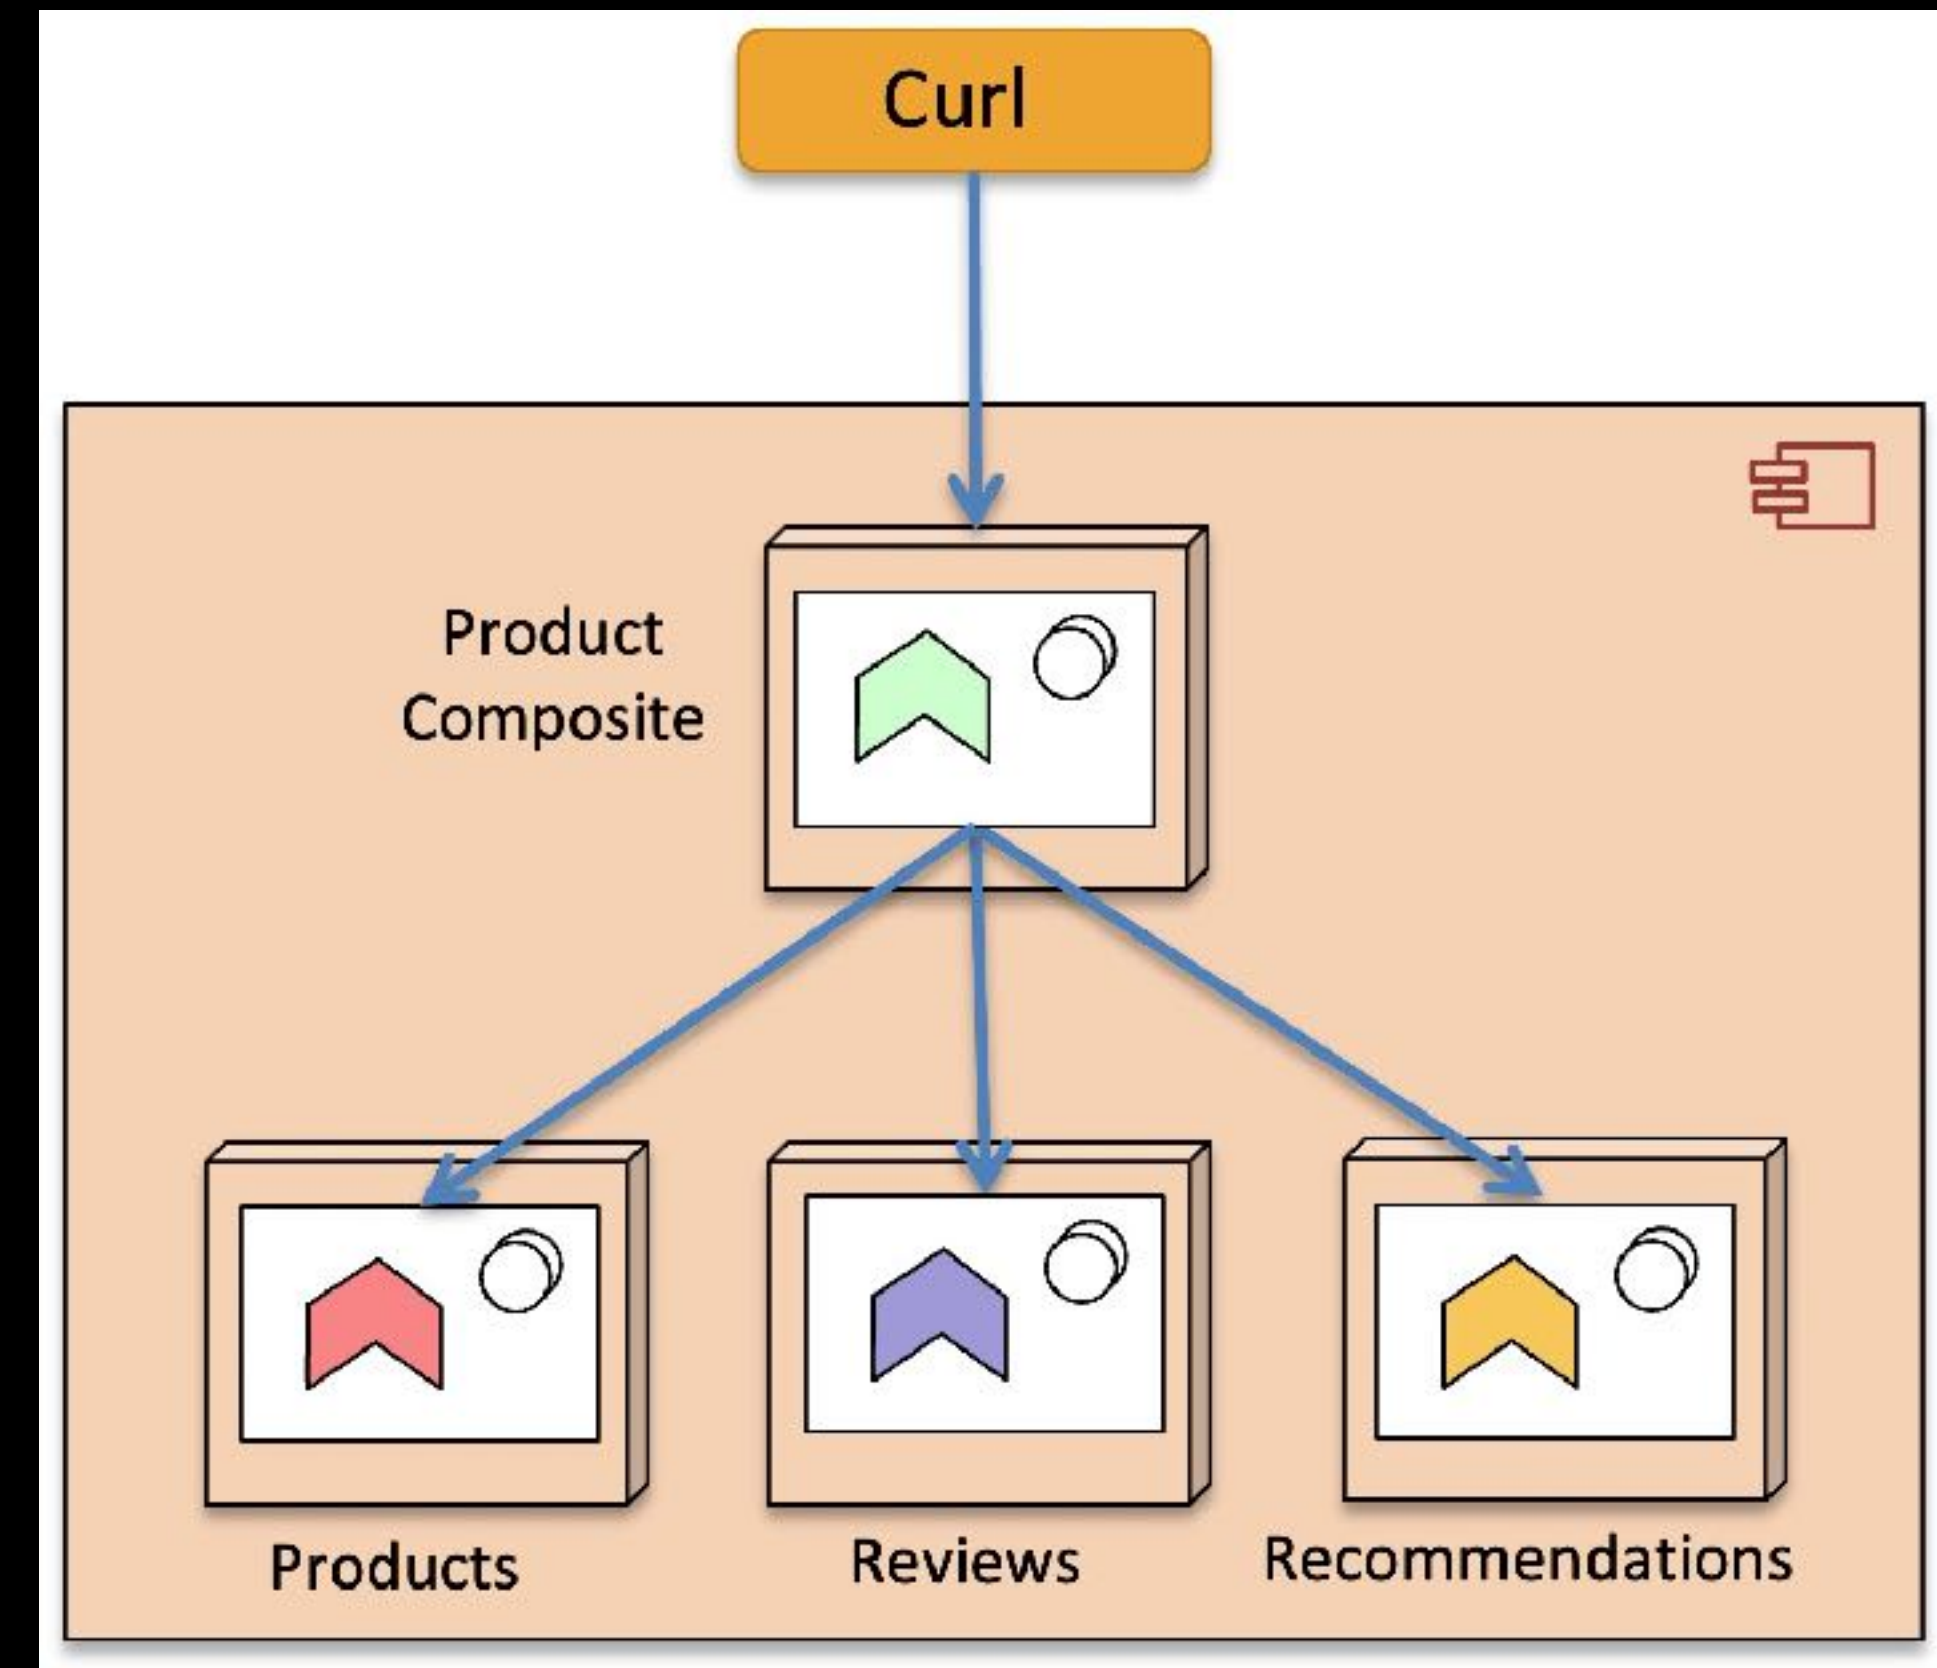 Curl
Product
Composite
Products
Reviews
Recommendations